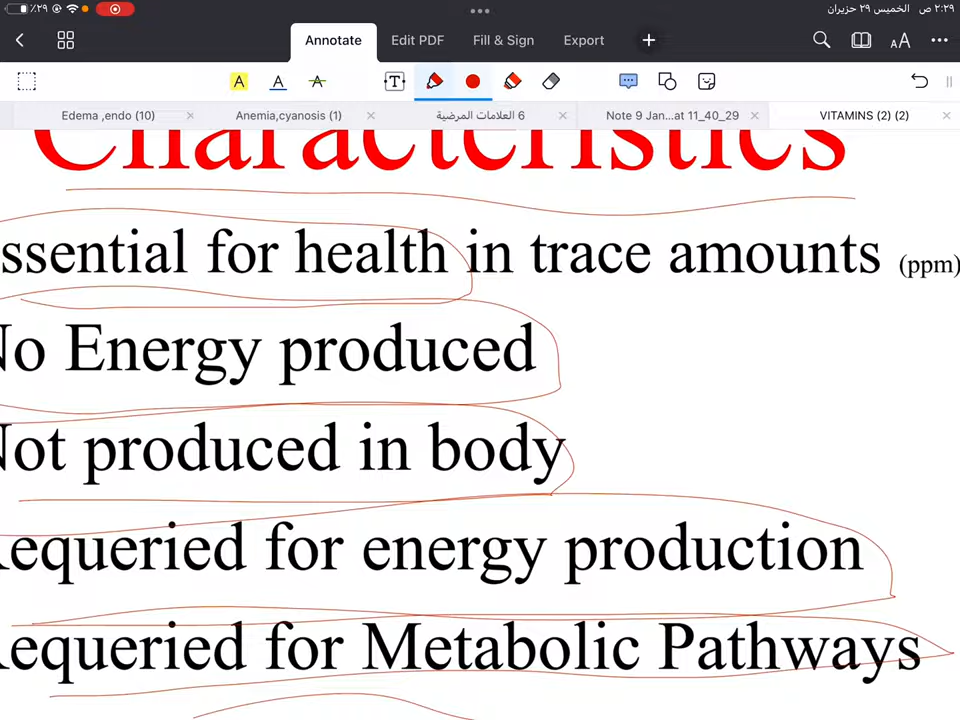 ٪٢٩ الخميس ٢٩ حزيران ٢:٢٩ ص
Annotate Edit PDF Fill & Sign Export
A A A T AA
Edema ,endo (10) Anemia,cyanosis (1) 6 العلامات المرضية Note 9 Jan...at 11_40_29 VITAMINS (2) (2)
Characteristics
ssential for health in trace amounts (ppm)
No Energy produced
Not produced in body
Requeried for energy production
Requeried for Metabolic Pathways